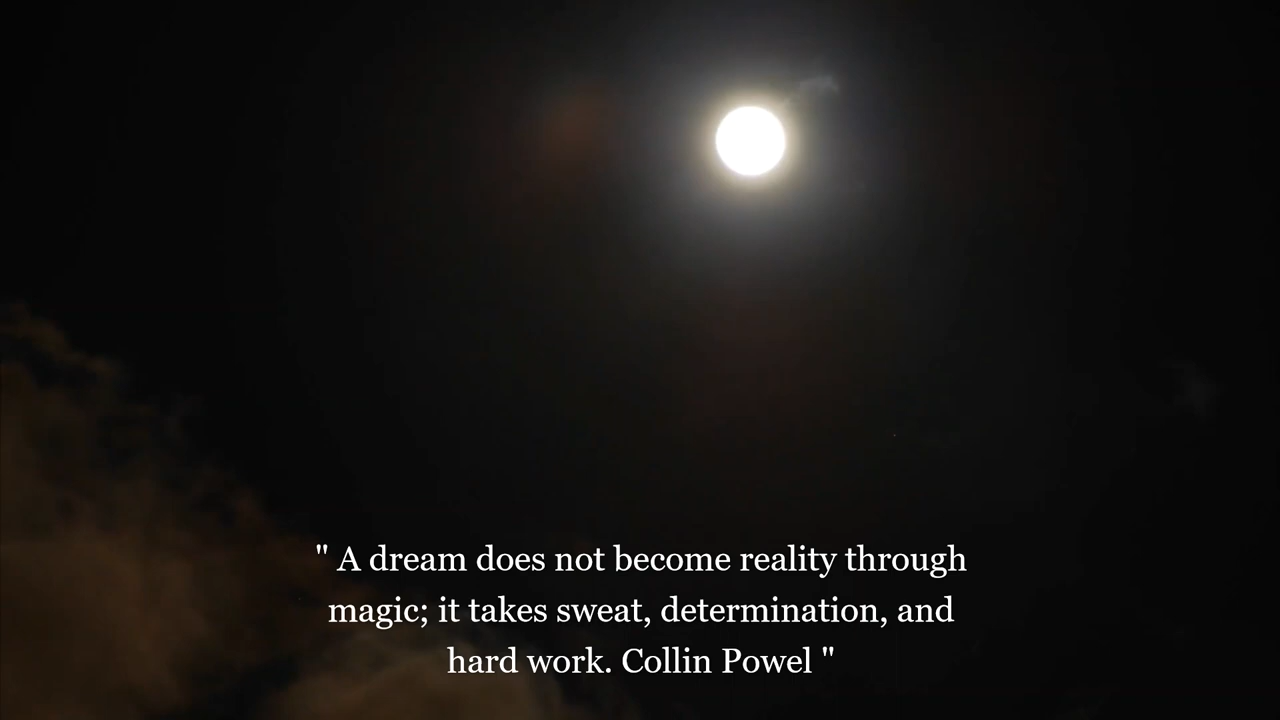 " A dream does not become reality through
magic; it takes sweat, determination, and
hard work. Collin Powel "